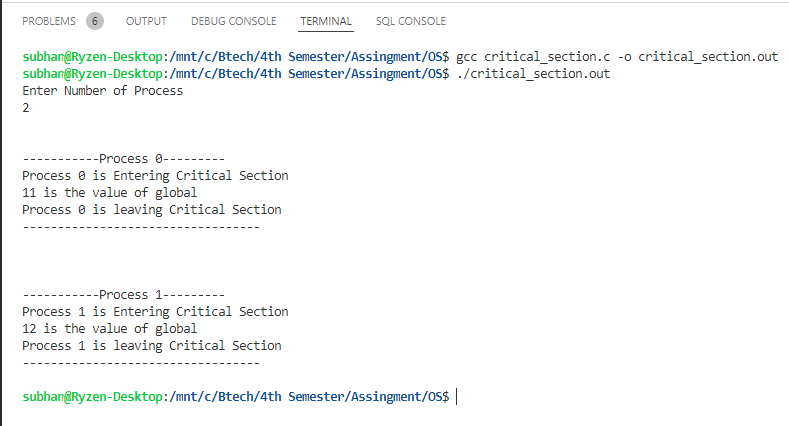 PROBLEMS 6 OUTPUT DEBUG CONSOLE TERMINAL SQL CONSOLE
subhan@Ryzen-Desktop:/mnt/c/Btech/4th Semester/Assingment/OS$ gcc critical_section.c -o critical_section.out
subhan@Ryzen-Desktop:/mnt/c/Btech/4th Semester/Assingment/OS$ ./critical_section.out
Enter Number of Process
2
-----------Process 0---------
Process 0 is Entering Critical Section
11 is the value of global
Process 0 is leaving Critical Section
----------------------------------
-----------Process 1---------
Process 1 is Entering Critical Section
12 is the value of global
Process 1 is leaving Critical Section
----------------------------------
subhan@Ryzen-Desktop:/mnt/c/Btech/4th Semester/Assingment/OS$